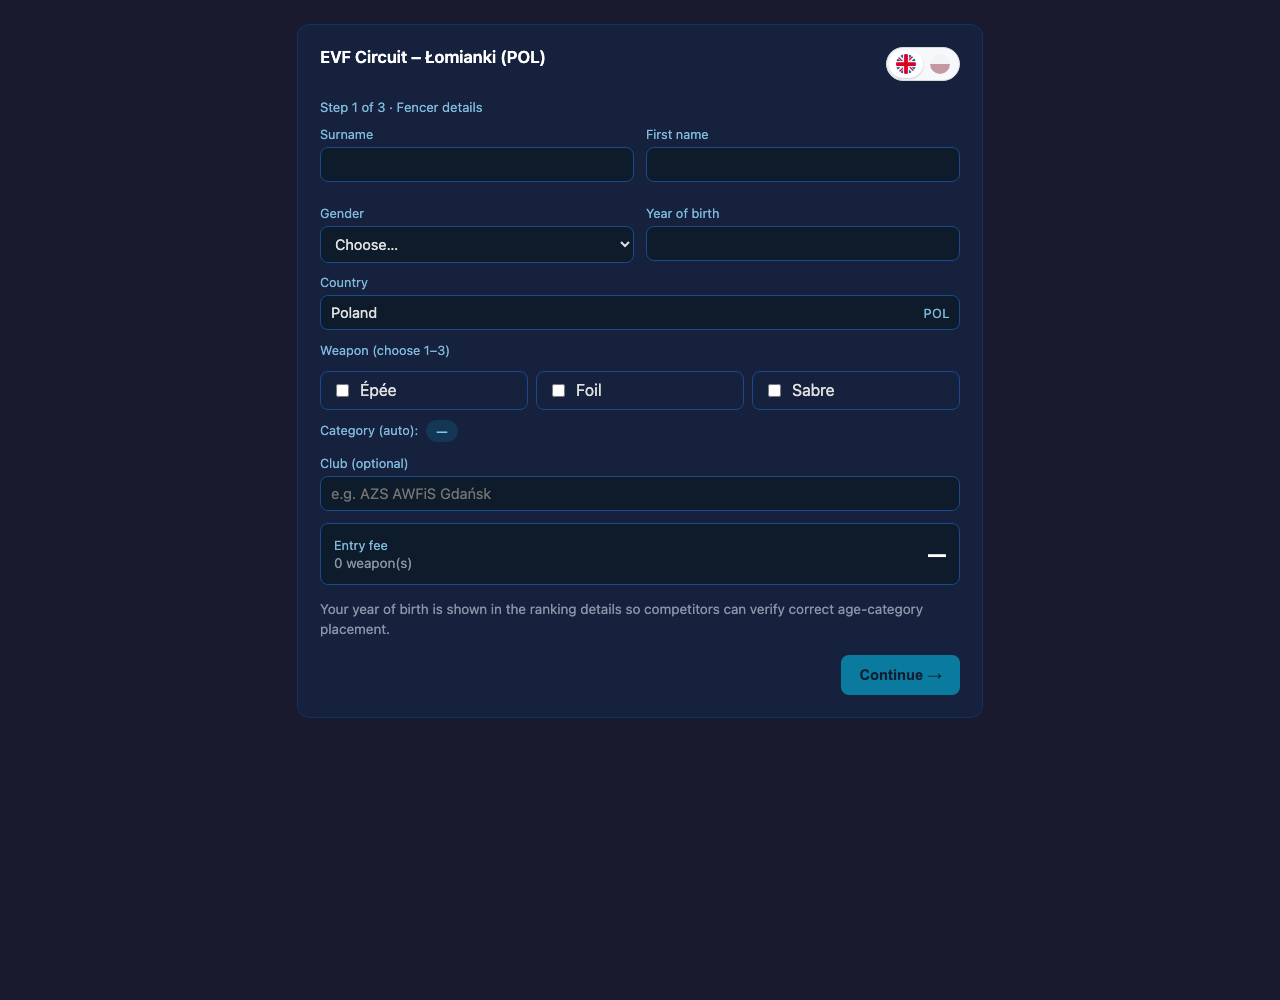 EVF Circuit – Łomianki (POL)
Step 1 of 3 · Fencer details
Surname
First name
Gender
Year of birth
Choose...
Country
Poland
POL
Weapon (choose 1–3)
Épée
Foil
Sabre
Category (auto): —
Club (optional)
e.g. AZS AWFiS Gdańsk
Entry fee
0 weapon(s)
—
Your year of birth is shown in the ranking details so competitors can verify correct age-category
placement.
Continue →